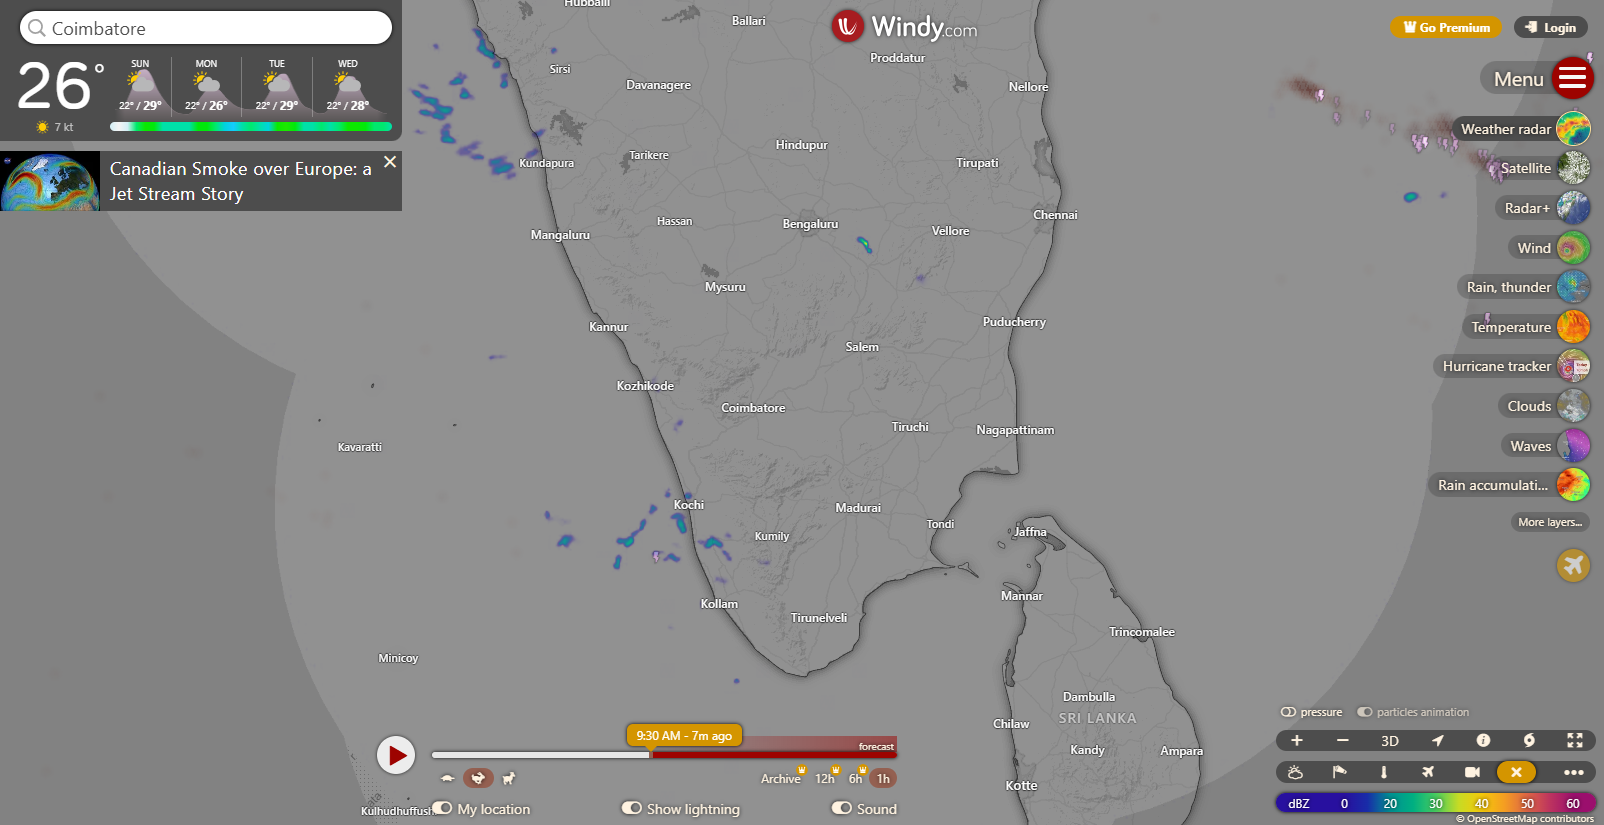 Coimbatore
26°
7 kt
SUN MON TUE WED
22° / 29° 22° / 26° 22° / 29° 22° / 28°
Canadian Smoke over Europe: a
Jet Stream Story
Windy.com
Go Premium
Login
Menu
Weather radar
Satellite
Radar+
Wind
Rain, thunder
Temperature
Hurricane tracker
Clouds
Waves
Rain accumulati...
More layers...
Hubballi
Ballari
Proddatur
Sirsi
Davanagere
Nellore
Hindupur
Tarikere
Kundapura
Tirupati
Hassan
Bengaluru
Chennai
Mangaluru
Vellore
Mysuru
Kannur
Puducherry
Salem
Kozhikode
Coimbatore
Tiruchi
Nagapattinam
Kavaratti
Kochi
Madurai
Tondi
Jaffna
Kumily
Mannar
Kollam
Tirunelveli
Trincomalee
Minicoy
Dambulla
SRI LANKA
Chilaw
Kandy
Ampara
Kotte
Kulhudhuffush
9:30 AM - 7m ago
forecast
Archive 12h 6h 1h
My location
Show lightning
Sound
pressure
particles animation
3D
dBZ 0 20 30 40 50 60
© OpenStreetMap contributors